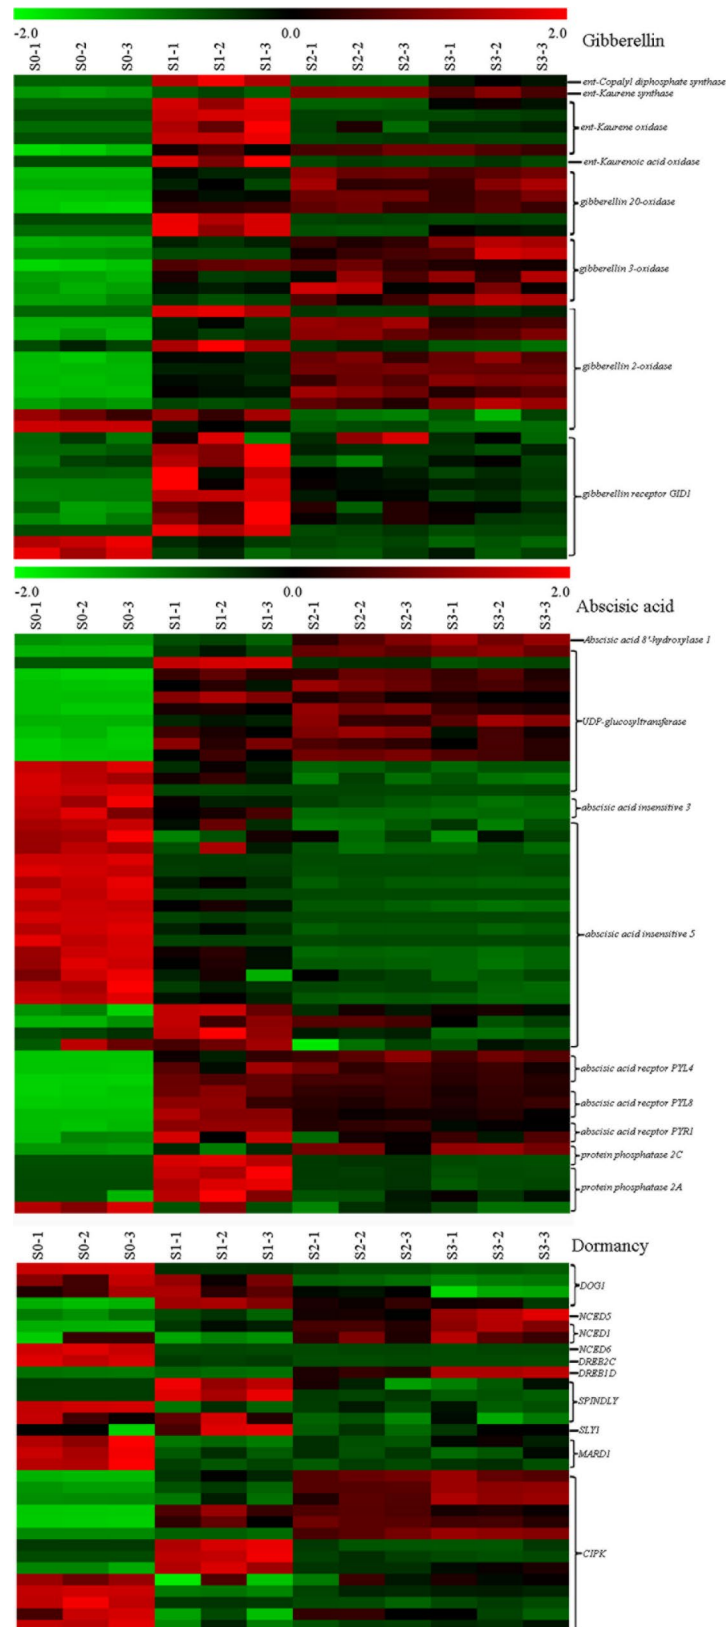 -2.0 0.0 2.0
S0-1 S0-2 S0-3 S1-1 S1-2 S1-3 S2-1 S2-2 S2-3 S3-1 S3-2 S3-3
Gibberellin
ent-Copalyl diphosphate synthase
ent-Kaurene synthase
ent-Kaurene oxidase
ent-Kaurenoic acid oxidase
gibberellin 20-oxidase
gibberellin 3-oxidase
gibberellin 2-oxidase
gibberellin receptor GID1
-2.0 0.0 2.0
S0-1 S0-2 S0-3 S1-1 S1-2 S1-3 S2-1 S2-2 S2-3 S3-1 S3-2 S3-3
Abscisic acid
Abscisic acid 8'-hydroxylase 1
UDP-glucosyltransferase
abscisic acid insensitive 3
abscisic acid insensitive 5
abscisic acid recptor PYL4
abscisic acid recptor PYL8
abscisic acid recptor PYR1
protein phosphatase 2C
protein phosphatase 2A
S0-1 S0-2 S0-3 S1-1 S1-2 S1-3 S2-1 S2-2 S2-3 S3-1 S3-2 S3-3
Dormancy
DOG1
NCED5
NCED1
NCED6
DREB2C
DREB1D
SPINDLY
SLY1
MARD1
CIPK